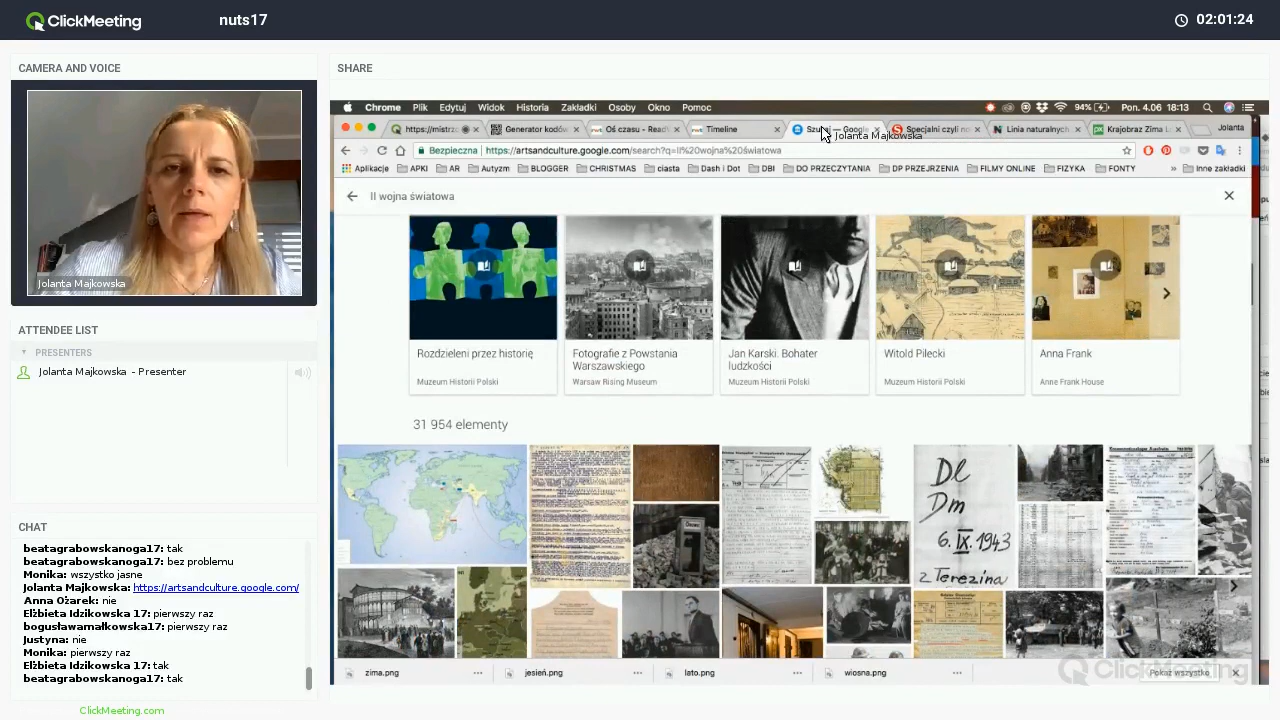 ClickMeeting
nuts17
02:01:24
CAMERA AND VOICE
Jolanta Majkowska
ATTENDEE LIST
PRESENTERS
Jolanta Majkowska - Presenter
CHAT
beatagrabowskanoga17: tak
beatagrabowskanoga17: bez problemu
Monika: wszystko jasne
Jolanta Majkowska: https://artsandculture.google.com/
Anna Ożarek: nie
Elżbieta Idzikowska 17: pierwszy raz
bogusławamałkowska17: pierwszy raz
Justyna: nie
Monika: pierwszy raz
Elżbieta Idzikowska 17: tak
beatagrabowskanoga17: tak
ClickMeeting.com
SHARE
Chrome Plik Edytuj Widok Historia Zakładki Osoby Okno Pomoc
94% Pon. 4.06 18:13
https://mistrz
Generator kodów
Oś czasu - Read
Timeline
Szukaj — Google
Specjalni czyli no
Linia naturalnych
Krajobraz Zima L
Jolanta
Jolanta Majkowska
Bezpieczna https://artsandculture.google.com/search?q=II%20wojna%20światowa
Aplikacje APKI AR Autyzm BLOGGER CHRISTMAS ciasta Dash i Dot DBI DO PRZECZYTANIA DP PRZEJRZENIA FILMY ONLINE FIZYKA FONTY » Inne zakładki
II wojna światowa
Rozdzieleni przez historię
Muzeum Historii Polski
Fotografie z Powstania
Warszawskiego
Warsaw Rising Museum
Jan Karski. Bohater
ludzkości
Muzeum Historii Polski
Witold Pilecki
Muzeum Historii Polski
Anna Frank
Anne Frank House
31 954 elementy
Dl
Dm
6. IX. 1943
z Terezina
zima.png
jesień.png
lato.png
wiosna.png
Pokaż wszystko
ClickMeeting